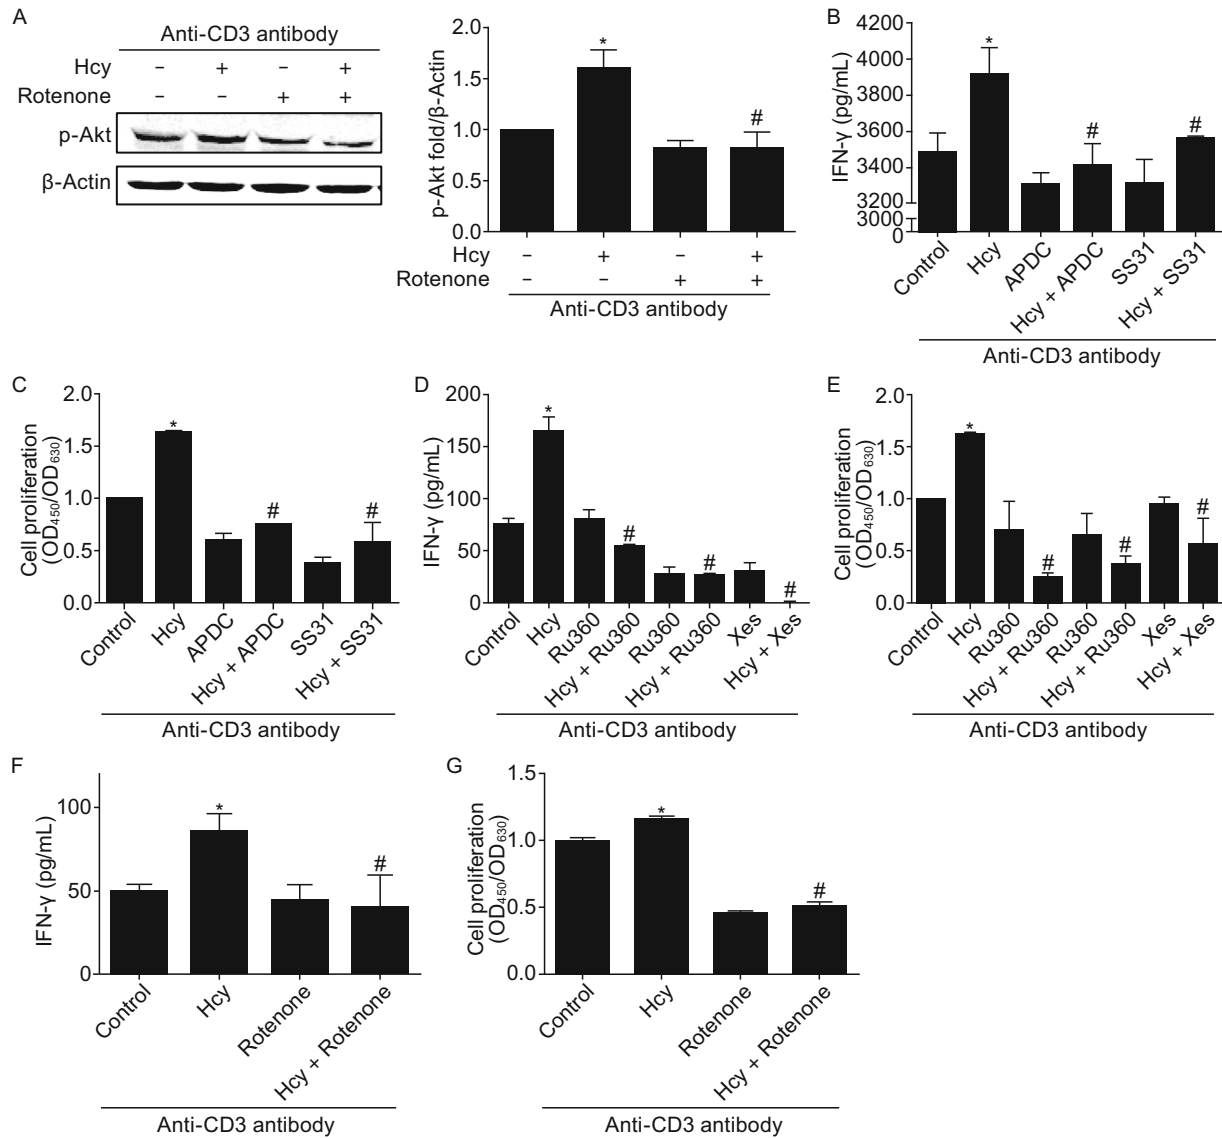 A
Anti-CD3 antibody
Hcy − + − +
Rotenone − − + +
p-Akt
β-Actin
p-Akt fold/β-Actin
2.0
1.5
1.0
0.5
0.0
*
#
Hcy − + − +
Rotenone − − + +
Anti-CD3 antibody
B
IFN-γ (pg/mL)
4200
4000
3800
3600
3400
3200
3000
0
*
#
#
Control
Hcy
APDC
Hcy + APDC
SS31
Hcy + SS31
Anti-CD3 antibody
C
Cell proliferation
(OD450/OD630)
2.0
1.5
1.0
0.5
0.0
*
#
#
Control
Hcy
APDC
Hcy + APDC
SS31
Hcy + SS31
Anti-CD3 antibody
D
IFN-γ (pg/mL)
200
150
100
50
0
*
#
#
#
Control
Hcy
Ru360
Hcy + Ru360
Ru360
Hcy + Ru360
Xes
Hcy + Xes
Anti-CD3 antibody
E
Cell proliferation
(OD450/OD630)
2.0
1.5
1.0
0.5
0.0
*
#
#
#
Control
Hcy
Ru360
Hcy + Ru360
Ru360
Hcy + Ru360
Xes
Hcy + Xes
Anti-CD3 antibody
F
IFN-γ (pg/mL)
100
50
0
*
#
Control
Hcy
Rotenone
Hcy + Rotenone
Anti-CD3 antibody
G
Cell proliferation
(OD450/OD630)
1.5
1.0
0.5
0.0
*
#
Control
Hcy
Rotenone
Hcy + Rotenone
Anti-CD3 antibody